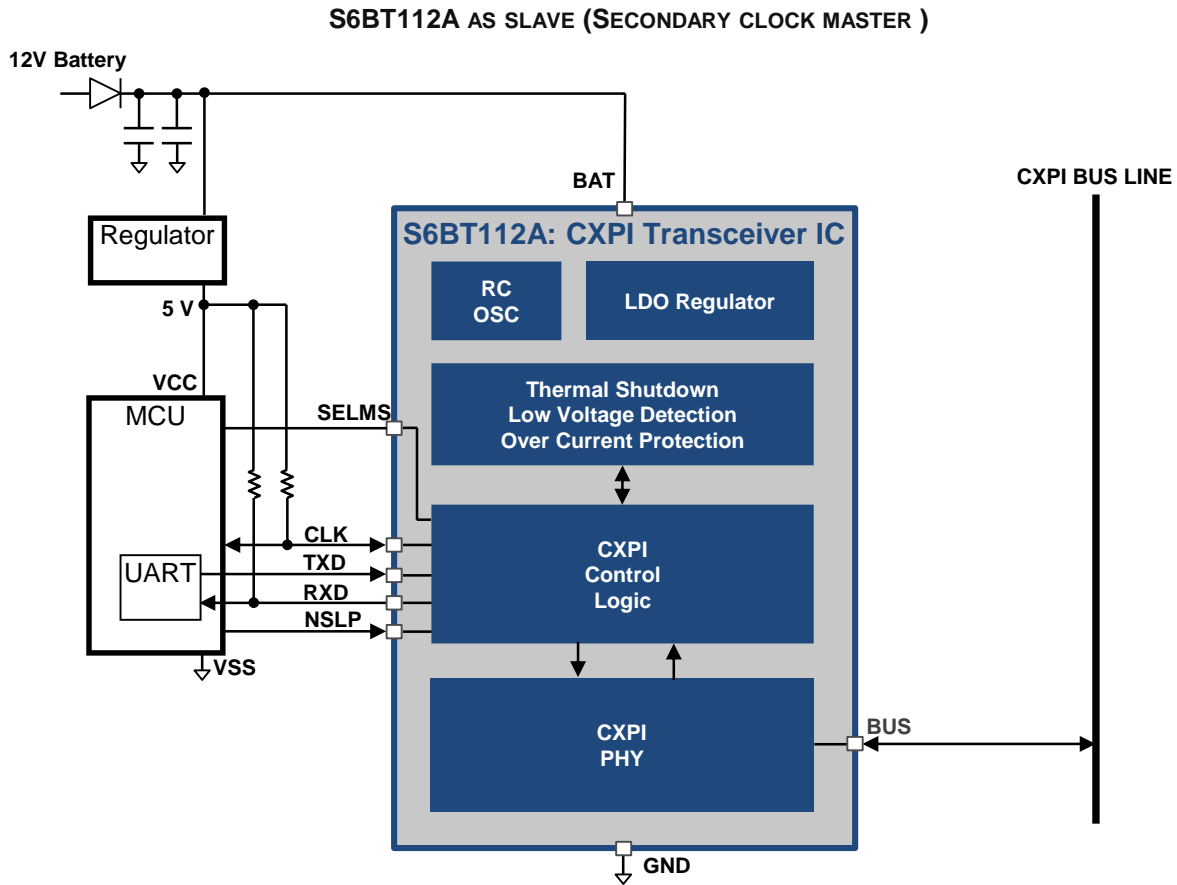 S6BT112A AS SLAVE (SECONDARY CLOCK MASTER )
12V Battery
CXPI BUS LINE
BAT
Regulator
S6BT112A: CXPI Transceiver IC
RC
OSC
LDO Regulator
5 V
VCC
MCU
SELMS
Thermal Shutdown
Low Voltage Detection
Over Current Protection
CLK
UART
TXD
RXD
NSLP
CXPI
Control
Logic
VSS
CXPI
PHY
BUS
GND